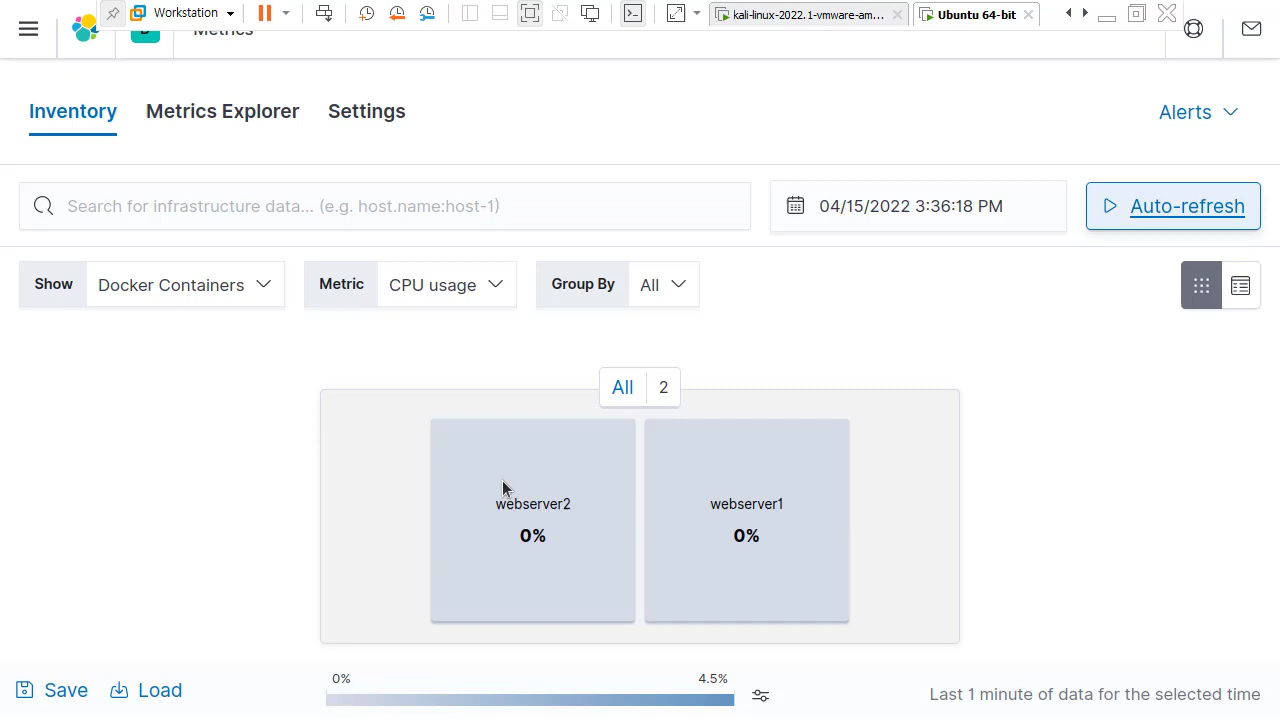 Workstation
kali-linux-2022.1-vmware-am...
Ubuntu 64-bit
Metrics
Inventory
Metrics Explorer
Settings
Alerts
Search for infrastructure data... (e.g. host.name:host-1)
04/15/2022 3:36:18 PM
Auto-refresh
Show
Docker Containers
Metric
CPU usage
Group By
All
All
2
webserver2
0%
webserver1
0%
Save
Load
0%
4.5%
Last 1 minute of data for the selected time